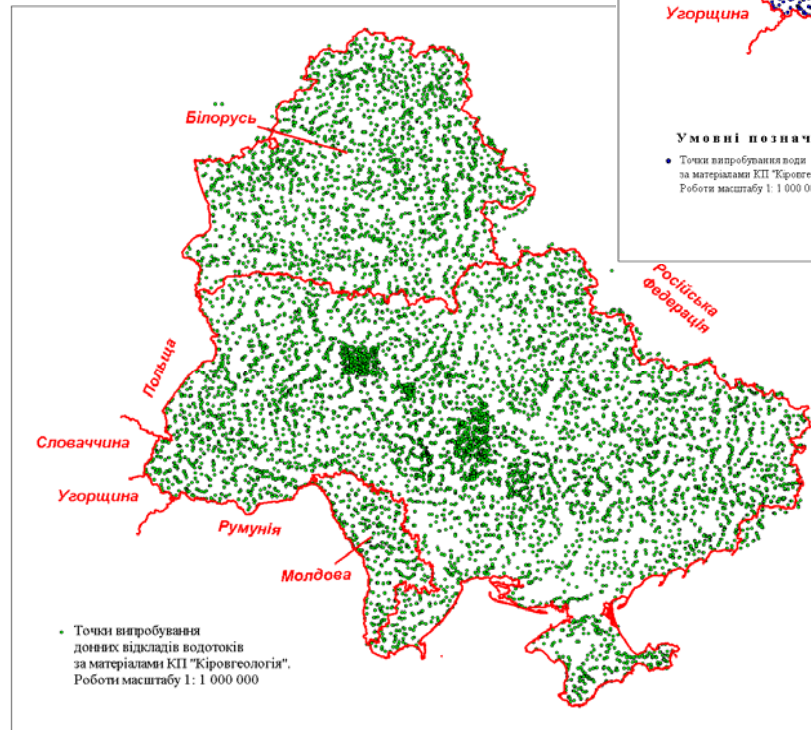 Угорщина
Умовні познач
Точки випробування води
за матеріалами КП "Кіровге
Роботи масштабу 1: 1 000 0
Білорусь
Російська
Федерація
Польща
Словаччина
Угорщина
Румунія
Молдова
Точки випробування
донних відкладів водотоків
за матеріалами КП "Кіровгеологія".
Роботи масштабу 1: 1 000 000